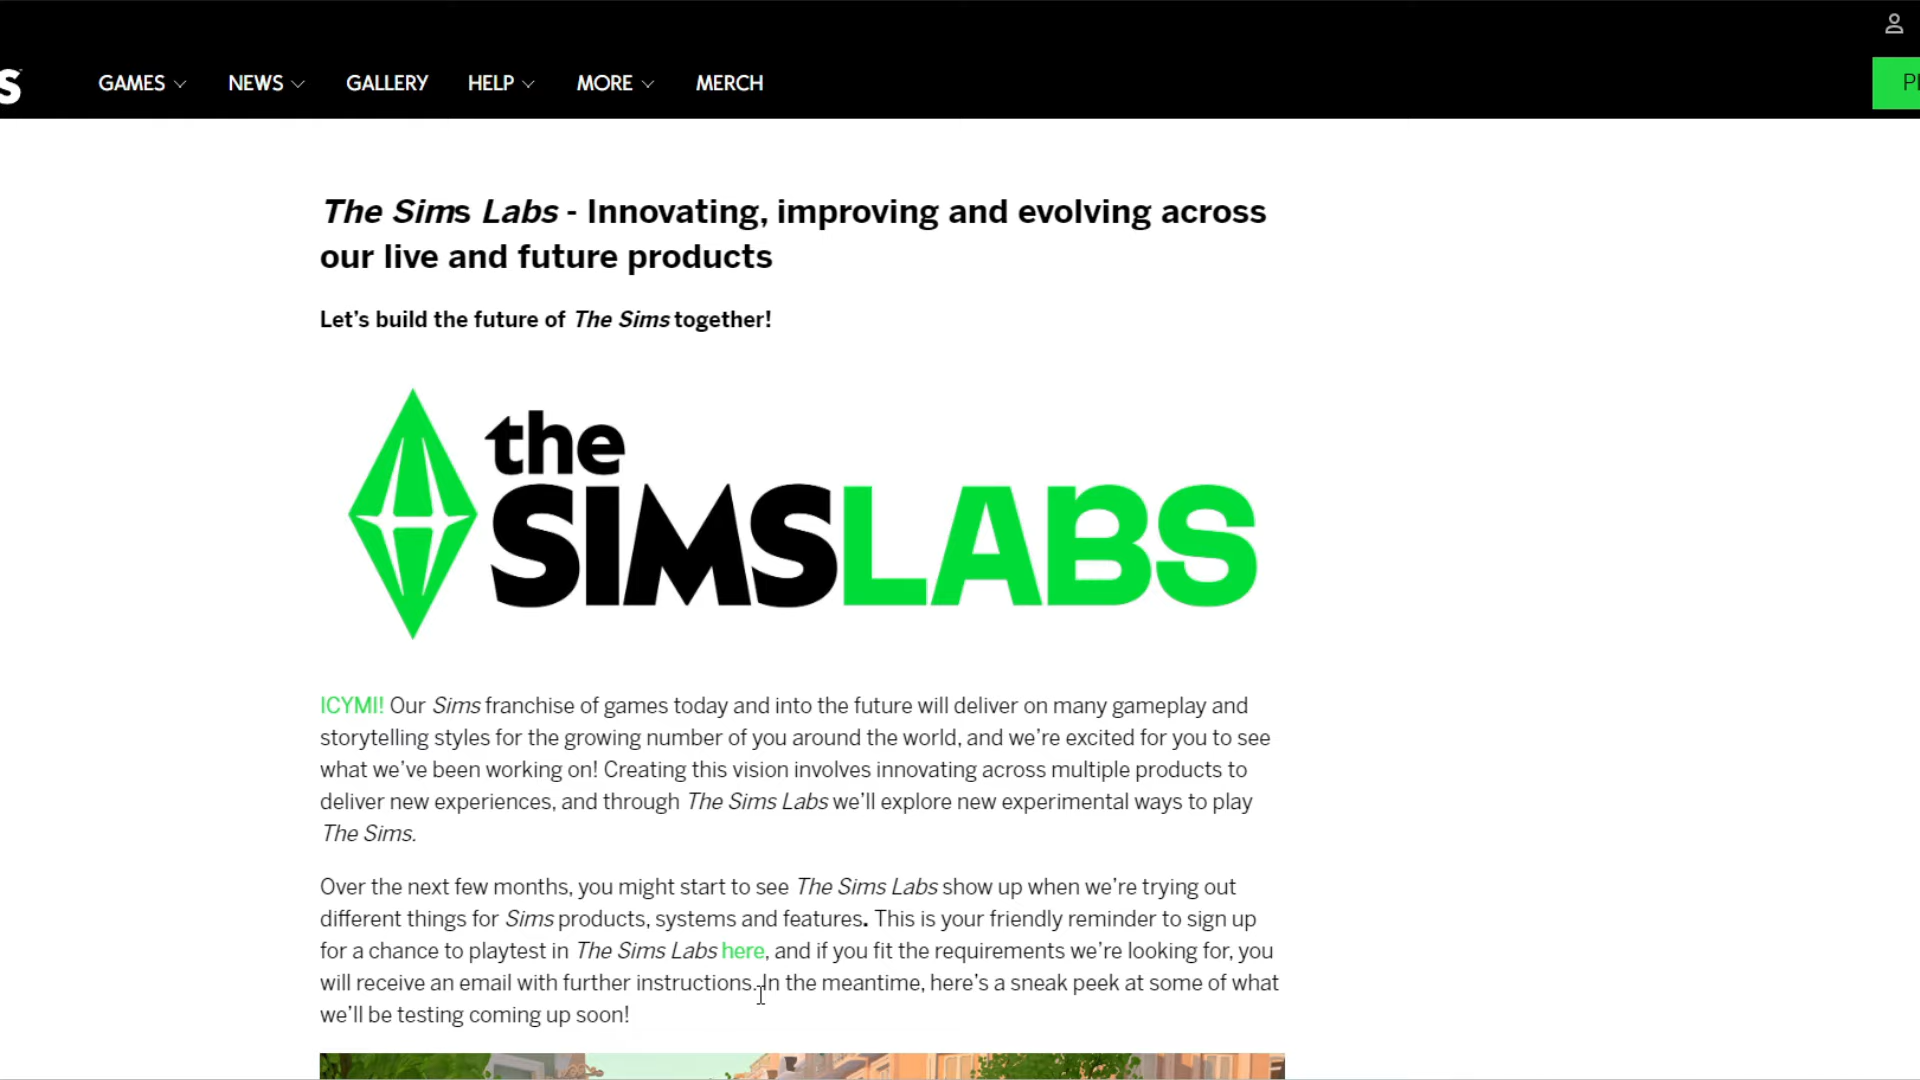 S
GAMES NEWS GALLERY HELP MORE MERCH
The Sims Labs - Innovating, improving and evolving across
our live and future products
Let’s build the future of The Sims together!
the
SIMSLABS
ICYMI! Our Sims franchise of games today and into the future will deliver on many gameplay and
storytelling styles for the growing number of you around the world, and we’re excited for you to see
what we’ve been working on! Creating this vision involves innovating across multiple products to
deliver new experiences, and through The Sims Labs we’ll explore new experimental ways to play
The Sims.
Over the next few months, you might start to see The Sims Labs show up when we’re trying out
different things for Sims products, systems and features. This is your friendly reminder to sign up
for a chance to playtest in The Sims Labs here, and if you fit the requirements we’re looking for, you
will receive an email with further instructions. In the meantime, here’s a sneak peek at some of what
we’ll be testing coming up soon!